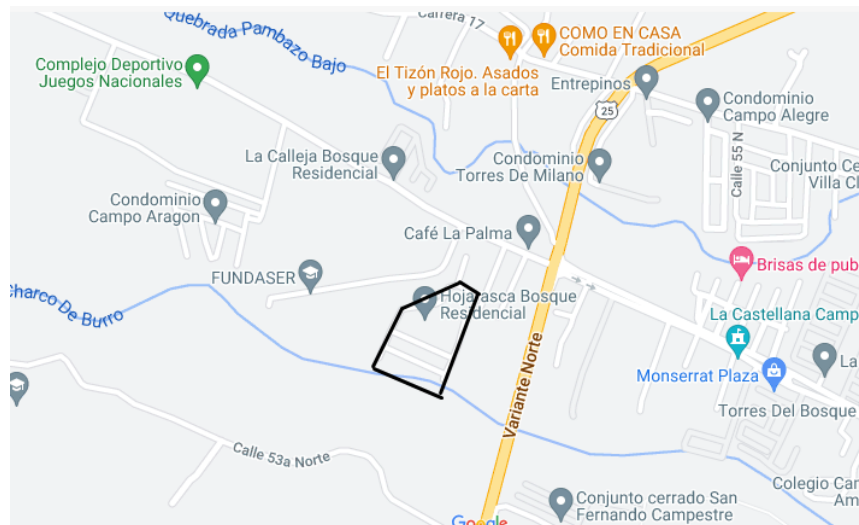 Quebrada Pambazo Bajo
Carrera 17
COMO EN CASA
Comida Tradicional
Complejo Deportivo
Juegos Nacionales
El Tizón Rojo. Asados
y platos a la carta
Entrepinos
25
Condominio
Campo Alegre
La Calleja Bosque
Residencial
Condominio
Torres De Milano
Calle 55 N
Conjunto Ce
Villa Cl
Condominio
Campo Aragon
Café La Palma
FUNDASER
Brisas de pub
Charco De Burro
Hojarasca Bosque
Residencial
La Castellana Camp
Variante Norte
Monserrat Plaza
La
Torres Del Bosque
Calle 53a Norte
Colegio Car
Am
Google
Conjunto cerrado San
Fernando Campestre